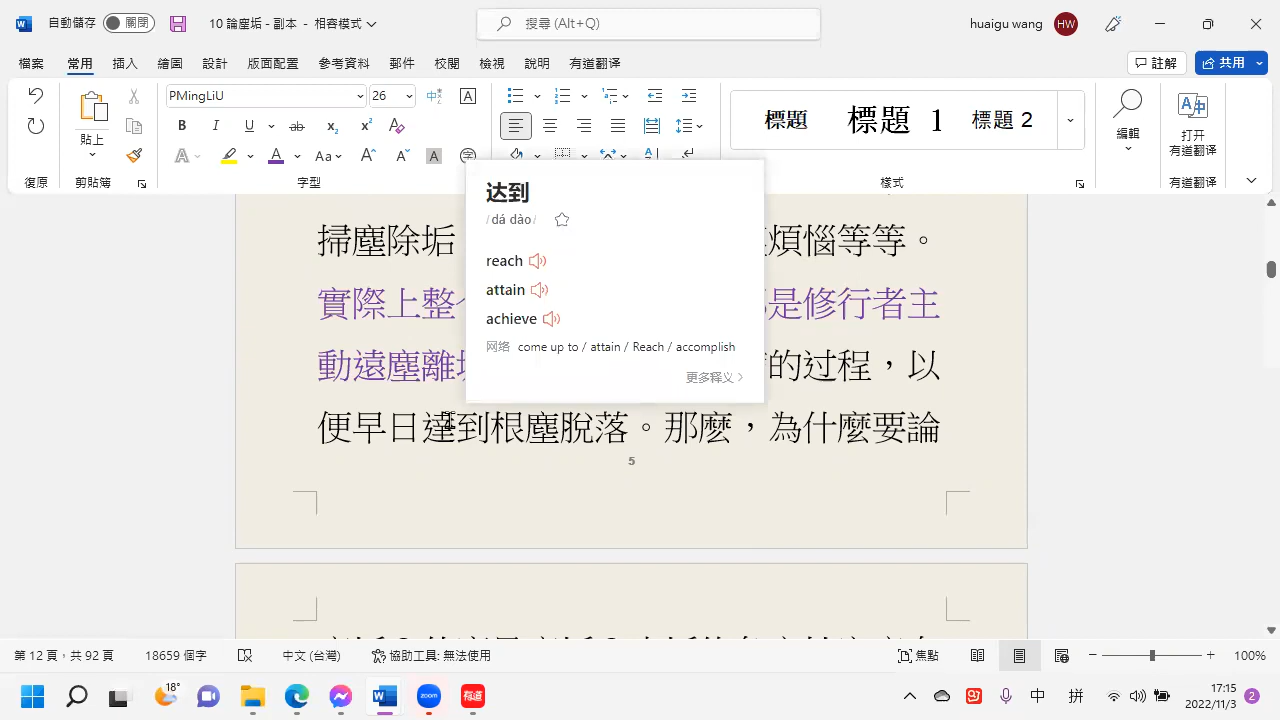 自動儲存 關閉 10 論塵垢 - 副本 - 相容模式 搜尋 (Alt+Q) huaigu wang HW
檔案 常用 插入 繪圖 設計 版面配置 參考資料 郵件 校閱 檢視 說明 有道翻译 註解 共用
PMingLiU 26
標題 標題 1 標題 2
貼上 編輯 打开
有道翻译
復原 剪貼簿 字型 樣式 有道翻译
达到
/ dá dào /
reach
attain
achieve
网络 come up to / attain / Reach / accomplish
更多释义
掃塵除垢 煩惱等等。
實際上整 是修行者主
動遠塵離 的过程，以
便早日達到根塵脫落。那麽，為什麼要論
5
第 12 頁，共 92 頁 18659 個字 中文 (台灣) 協助工具: 無法使用 焦點 100%
18° zoom 有道 中 拼 17:15
2022/11/3 2